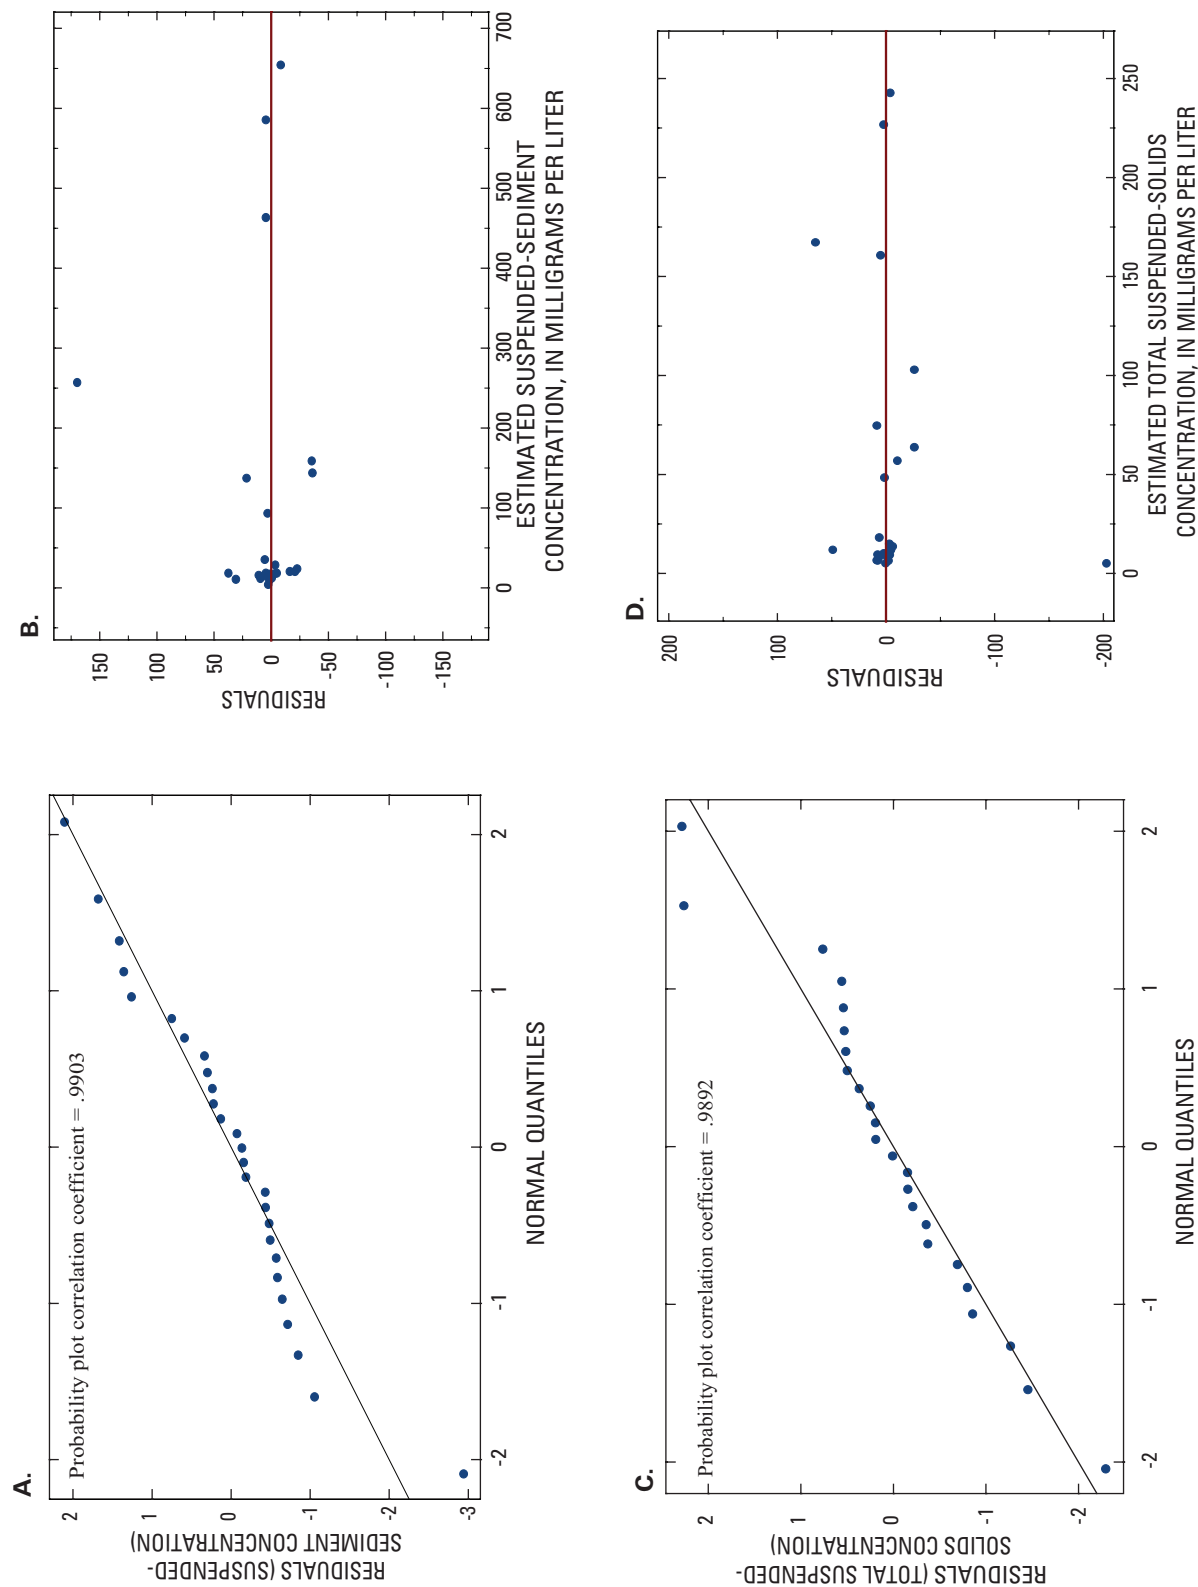 A.
Probability plot correlation coefficient = .9903
2
1
0
-1
-2
-3
RESIDUALS (SUSPENDED-
SEDIMENT CONCENTRATION)
-2
-1
0
1
2
NORMAL QUANTILES
B.
150
100
50
0
-50
-100
-150
RESIDUALS
0
100
200
300
400
500
600
700
ESTIMATED SUSPENDED-SEDIMENT
CONCENTRATION, IN MILLIGRAMS PER LITER
C.
Probability plot correlation coefficient = .9892
2
1
0
-1
-2
RESIDUALS (TOTAL SUSPENDED-
SOLIDS CONCENTRATION)
-2
-1
0
1
2
NORMAL QUANTILES
D.
200
100
0
-100
-200
RESIDUALS
0
50
100
150
200
250
ESTIMATED TOTAL SUSPENDED-SOLIDS
CONCENTRATION, IN MILLIGRAMS PER LITER